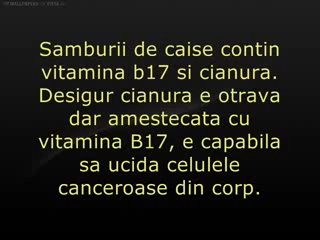 Samburii de caise contin
vitamina b17 si cianura.
Desigur cianura e otrava
dar amestecata cu
vitamina B17, e capabila
sa ucida celulele
canceroase din corp.